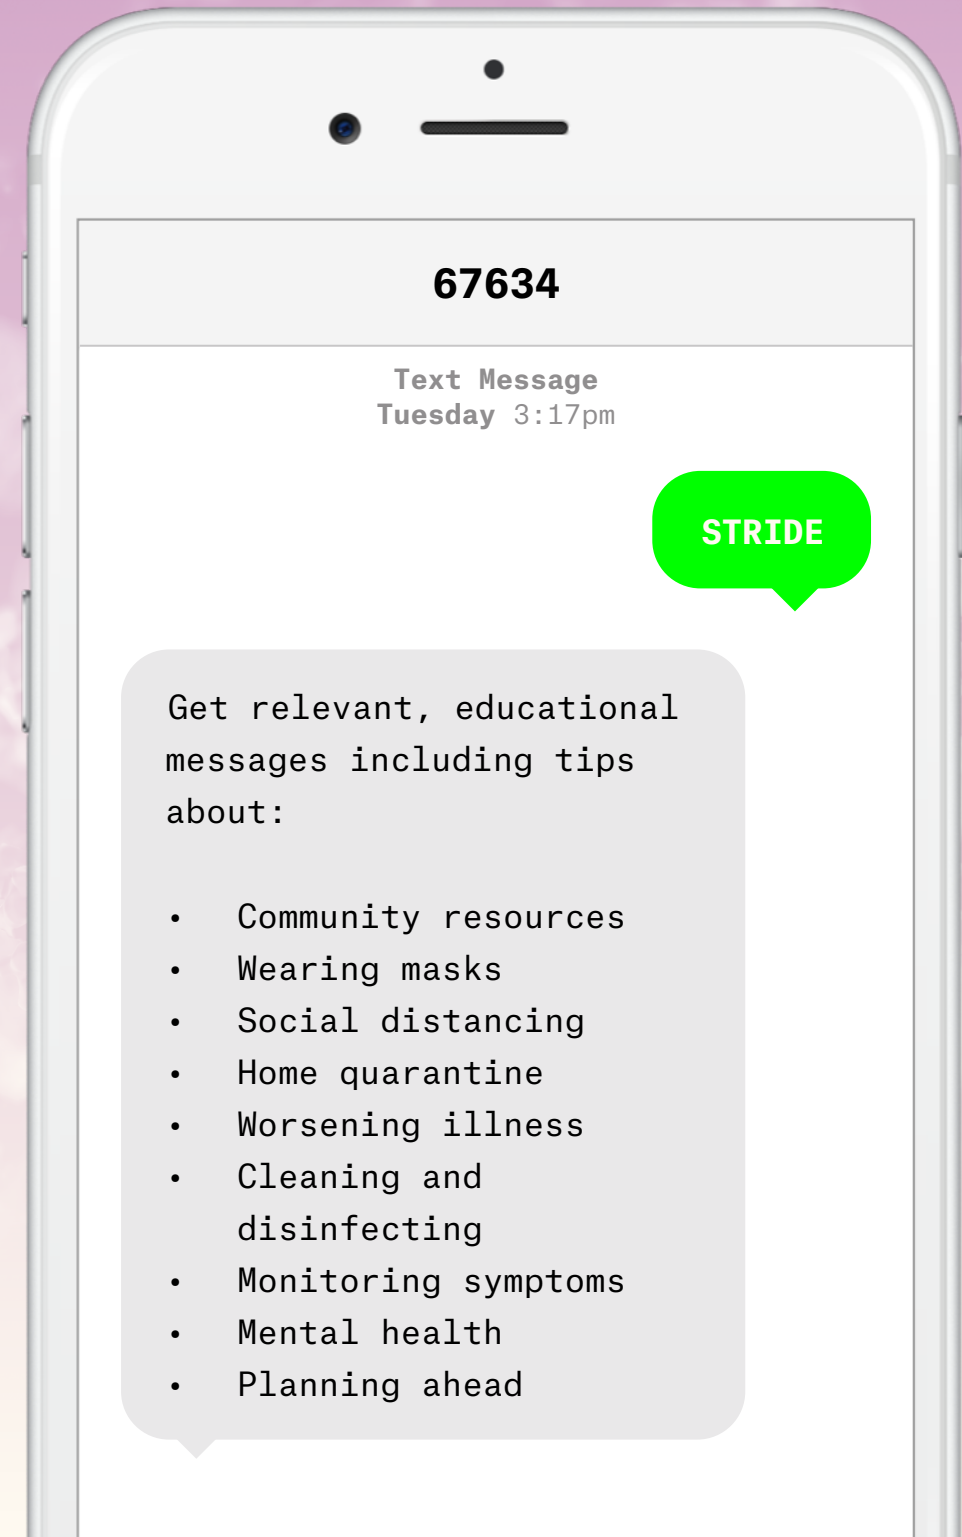 67634
Text Message
Tuesday 3:17pm
STRIDE
Get relevant, educational
messages including tips
about:
• Community resources
• Wearing masks
• Social distancing
• Home quarantine
• Worsening illness
• Cleaning and
disinfecting
• Monitoring symptoms
• Mental health
• Planning ahead